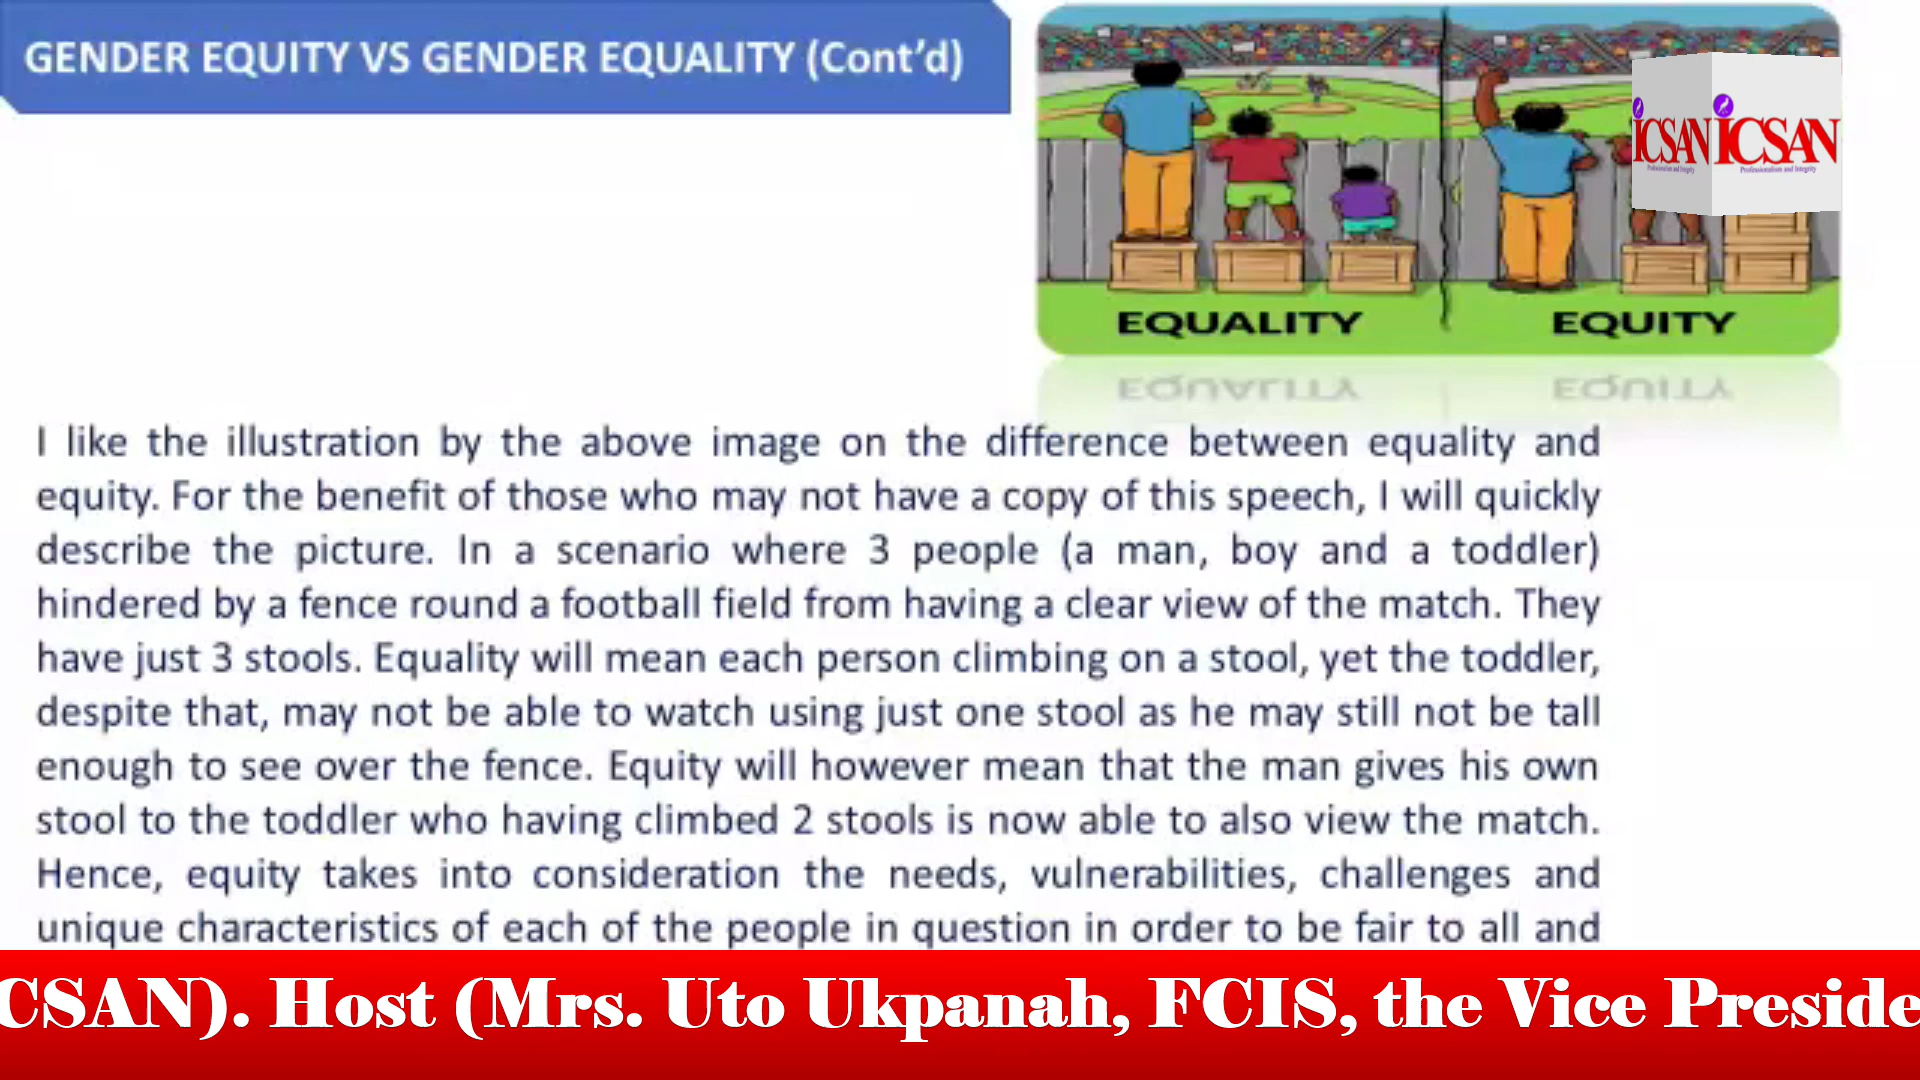 GENDER EQUITY VS GENDER EQUALITY (Cont'd)
ICSAN ICSAN
Professionalism and Integrity Professionalism and Integrity
EQUALITY EQUITY
I like the illustration by the above image on the difference between equality and
equity. For the benefit of those who may not have a copy of this speech, I will quickly
describe the picture. In a scenario where 3 people (a man, boy and a toddler)
hindered by a fence round a football field from having a clear view of the match. They
have just 3 stools. Equality will mean each person climbing on a stool, yet the toddler,
despite that, may not be able to watch using just one stool as he may still not be tall
enough to see over the fence. Equity will however mean that the man gives his own
stool to the toddler who having climbed 2 stools is now able to also view the match.
Hence, equity takes into consideration the needs, vulnerabilities, challenges and
unique characteristics of each of the people in question in order to be fair to all and
CSAN). Host (Mrs. Uto Ukpanah, FCIS, the Vice Preside